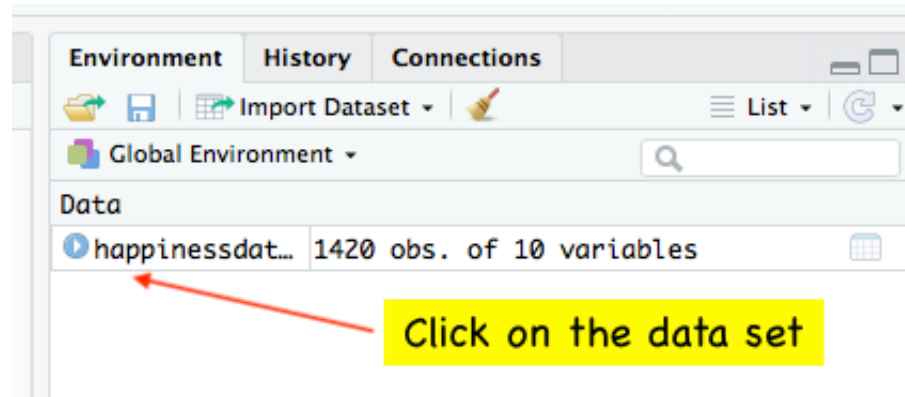 Environment History Connections
Import Dataset List
Global Environment
Data
happinessdat... 1420 obs. of 10 variables
Click on the data set